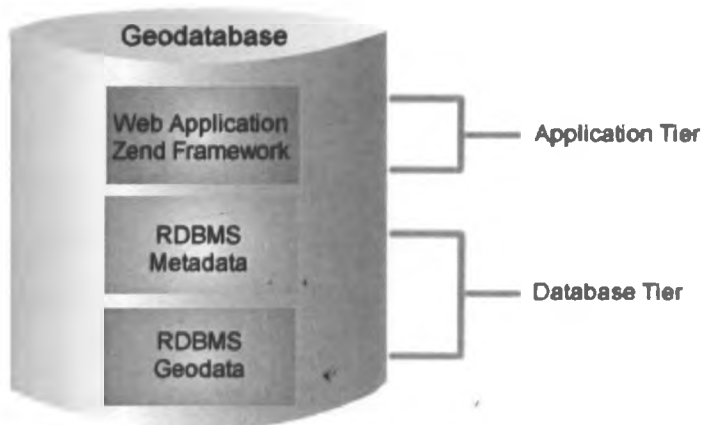 Geodatabase
Web Application
Zend Framework
Application Tier
RDBMS
Metadata
Database Tier
RDBMS
Geodata